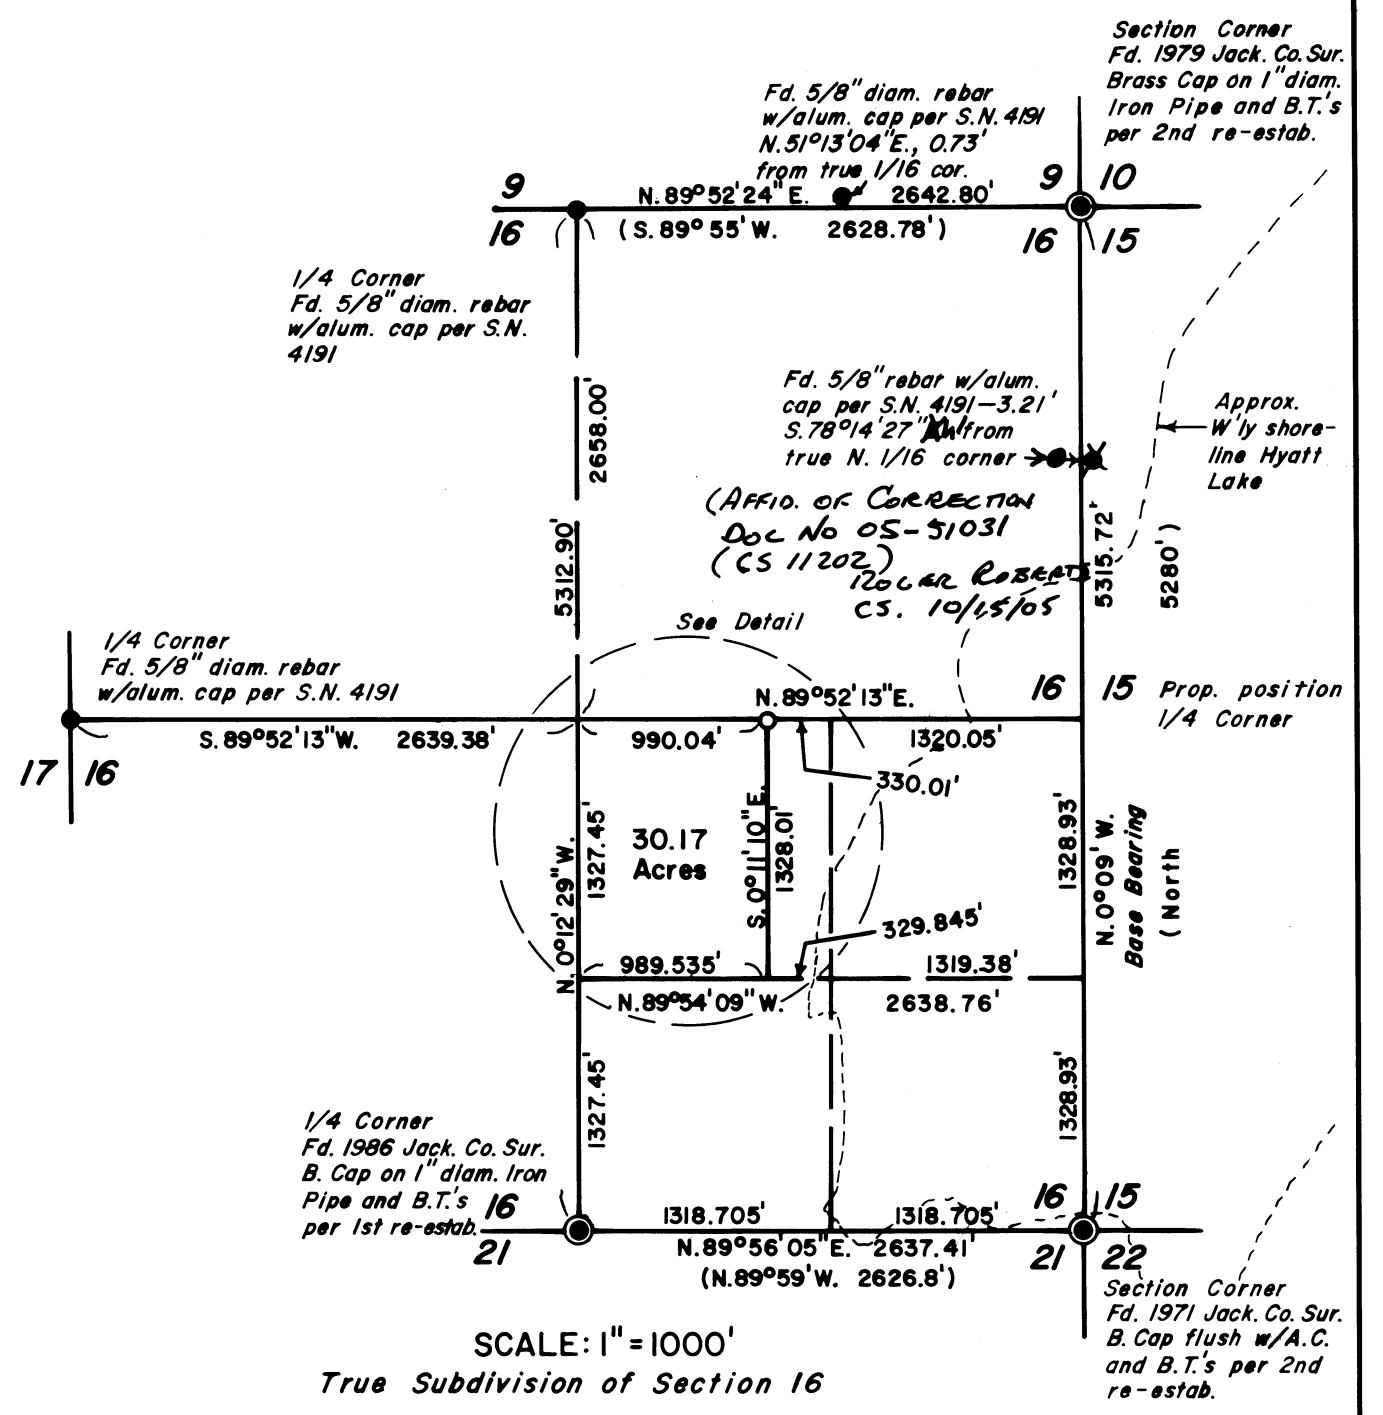 Section Corner
Fd. 1979 Jack. Co. Sur.
Brass Cap on 1" diam.
Iron Pipe and B.T.'s
per 2nd re-estab.
Fd. 5/8" diam. rebar
w/alum. cap per S.N. 4191
N.51°13'04"E., 0.73'
from true 1/16 cor.
9
N.89°52'24"E. 2642.80'
9 10
16
(S.89°55'W. 2628.78')
16 15
1/4 Corner
Fd. 5/8" diam. rebar
w/alum. cap per S.N.
4191
2658.00'
5312.90'
Fd. 5/8" rebar w/alum.
cap per S.N. 4191-3.21'
S.78°14'27" W from
true N. 1/16 corner
Approx.
W'ly shore-
line Hyatt
Lake
(AFFID. OF CORRECTION
DOC NO 05-51031
(CS 11202)
ROGER ROBERTS
CS. 10/15/05
5315.72'
5280')
See Detail
1/4 Corner
Fd. 5/8" diam. rebar
w/alum. cap per S.N. 4191
N.89°52'13"E.
16 15
Prop. position
1/4 Corner
S.89°52'13"W. 2639.38'
990.04'
1320.05'
17 16
330.01'
30.17
Acres
N.0°12'29"W.
1327.45'
S.0°11'10"E.
1328.01'
1328.93'
N.0°09'W.
Base Bearing
(North
329.845'
989.535'
1319.38'
N.89°54'09"W.
2638.76'
1327.45'
1328.93'
1/4 Corner
Fd. 1986 Jack. Co. Sur.
B. Cap on 1" diam. Iron
Pipe and B.T.'s
per 1st re-estab.
16
1318.705'
1318.705'
16 15
21
N.89°56'05"E. 2637.41'
21 22
(N.89°59'W. 2626.8')
Section Corner
Fd. 1971 Jack. Co. Sur.
B. Cap flush w/A.C.
and B.T.'s per 2nd
re-estab.
SCALE: 1"=1000'
True Subdivision of Section 16